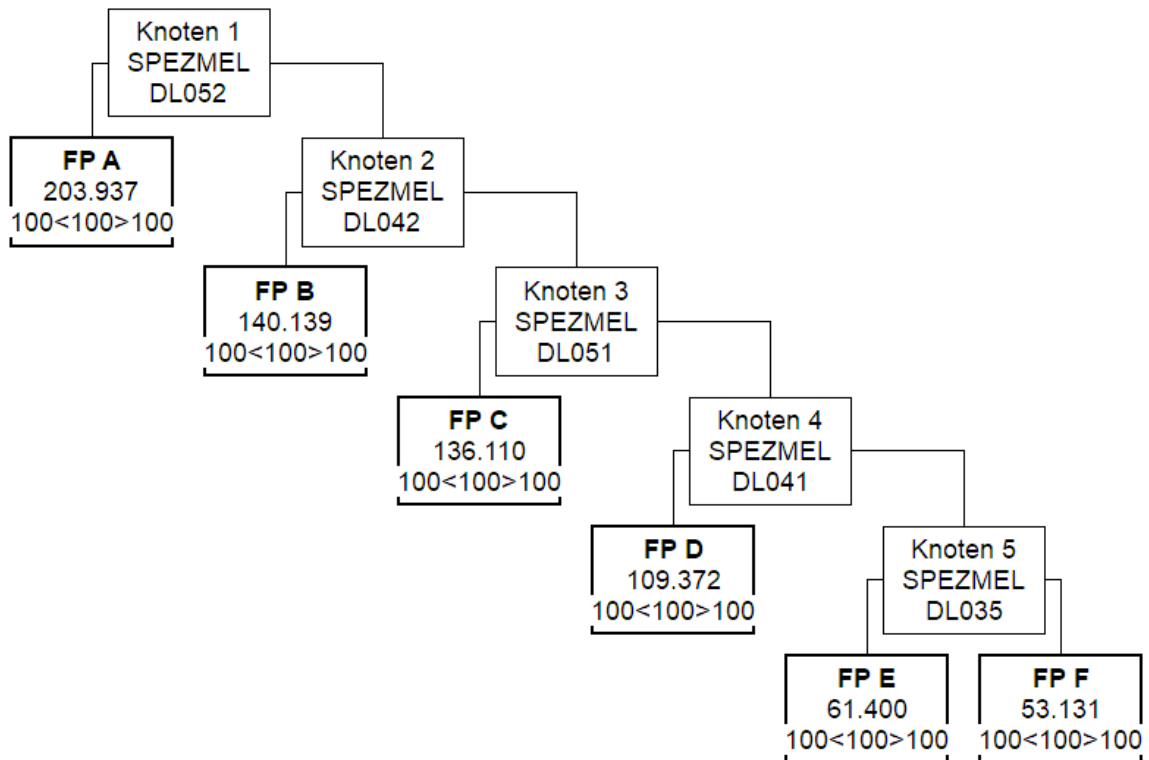 Knoten 1
SPEZMEL
DL052
FP A
203.937
100<100>100
Knoten 2
SPEZMEL
DL042
FP B
140.139
100<100>100
Knoten 3
SPEZMEL
DL051
FP C
136.110
100<100>100
Knoten 4
SPEZMEL
DL041
FP D
109.372
100<100>100
Knoten 5
SPEZMEL
DL035
FP E
61.400
100<100>100
FP F
53.131
100<100>100